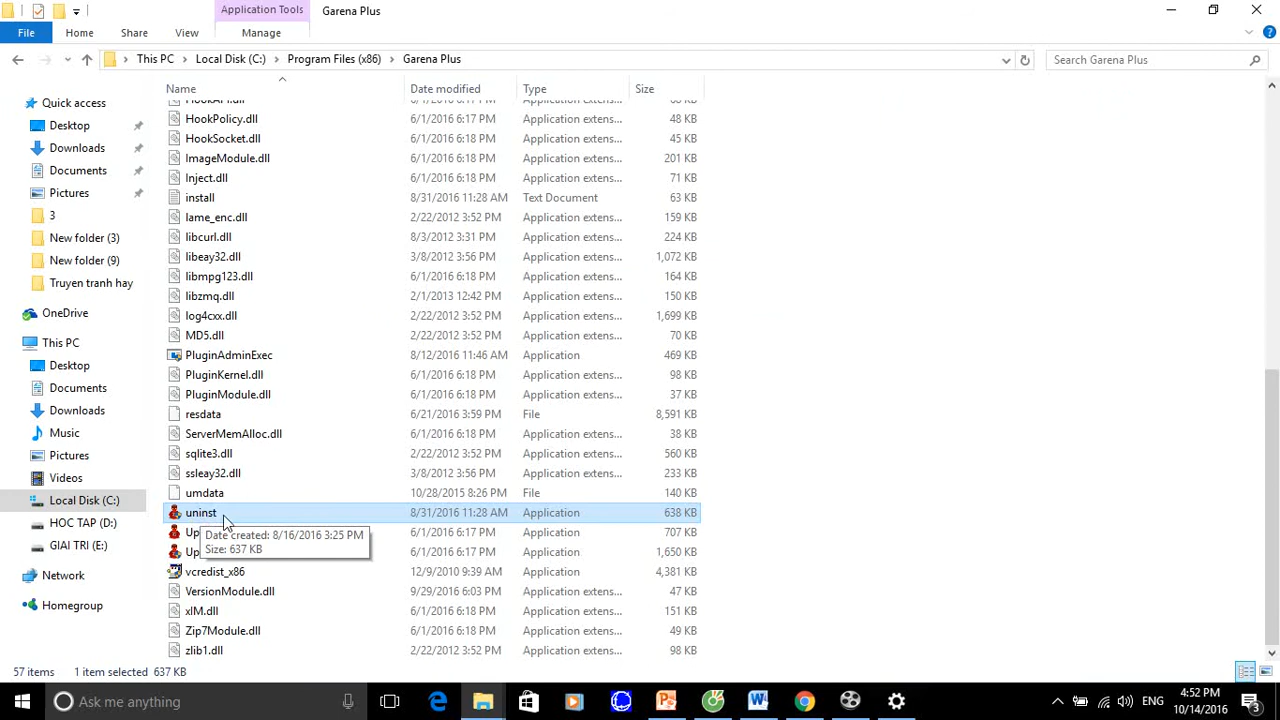 Application Tools
Garena Plus
File
Home
Share
View
Manage
This PC
Local Disk (C:)
Program Files (x86)
Garena Plus
Search Garena Plus
Name
Date modified
Type
Size
HookAPI.dll 6/1/2016 6:17 PM Application extens...
HookPolicy.dll 6/1/2016 6:17 PM Application extens... 48 KB
HookSocket.dll 6/1/2016 6:18 PM Application extens... 45 KB
ImageModule.dll 6/1/2016 6:18 PM Application extens... 201 KB
Inject.dll 6/1/2016 6:18 PM Application extens... 71 KB
install 8/31/2016 11:28 AM Text Document 63 KB
lame_enc.dll 2/22/2012 3:52 PM Application extens... 159 KB
libcurl.dll 8/3/2012 3:31 PM Application extens... 224 KB
libeay32.dll 3/8/2012 3:56 PM Application extens... 1,072 KB
libmpg123.dll 6/1/2016 6:18 PM Application extens... 164 KB
libzmq.dll 2/1/2013 12:42 PM Application extens... 150 KB
log4cxx.dll 2/22/2012 3:52 PM Application extens... 1,699 KB
MD5.dll 2/22/2012 3:52 PM Application extens... 70 KB
PluginAdminExec 8/12/2016 11:46 AM Application 469 KB
PluginKernel.dll 6/1/2016 6:18 PM Application extens... 98 KB
PluginModule.dll 6/1/2016 6:18 PM Application extens... 37 KB
resdata 6/21/2016 3:59 PM File 8,591 KB
ServerMemAlloc.dll 6/1/2016 6:18 PM Application extens... 38 KB
sqlite3.dll 2/22/2012 3:52 PM Application extens... 560 KB
ssleay32.dll 3/8/2012 3:56 PM Application extens... 233 KB
umdata 10/28/2015 8:26 PM File 140 KB
uninst 8/31/2016 11:28 AM Application 638 KB
Up 6/1/2016 6:17 PM Application 707 KB
Up 6/1/2016 6:17 PM Application 1,650 KB
vcredist_x86 12/9/2010 9:39 AM Application 4,381 KB
VersionModule.dll 9/29/2016 6:03 PM Application extens... 47 KB
xlM.dll 6/1/2016 6:18 PM Application extens... 151 KB
Zip7Module.dll 6/1/2016 6:18 PM Application extens... 49 KB
zlib1.dll 2/22/2012 3:52 PM Application extens... 98 KB
Date created: 8/16/2016 3:25 PM
Size: 637 KB
Quick access
Desktop
Downloads
Documents
Pictures
3
New folder (3)
New folder (9)
Truyen tranh hay
OneDrive
This PC
Desktop
Documents
Downloads
Music
Pictures
Videos
Local Disk (C:)
HOC TAP (D:)
GIAI TRI (E:)
Network
Homegroup
57 items
1 item selected 637 KB
Ask me anything
ENG
4:52 PM
10/14/2016
3